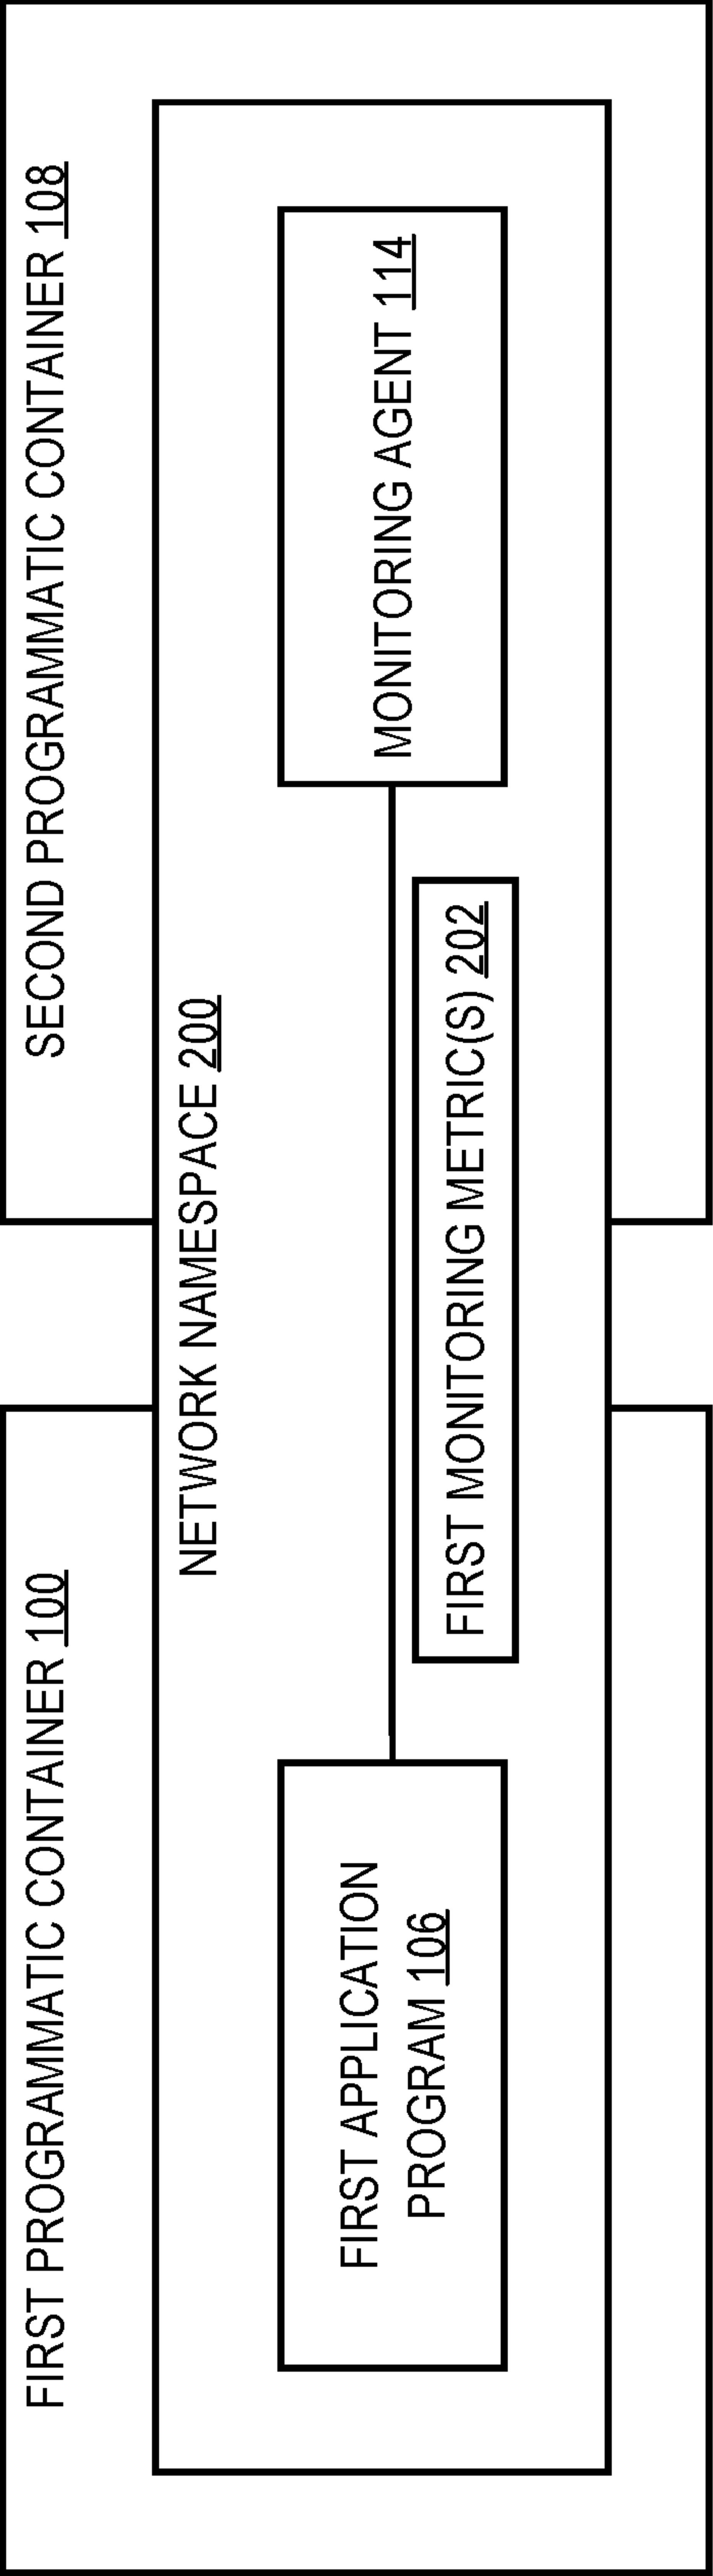 FIRST PROGRAMMATIC CONTAINER 100
SECOND PROGRAMMATIC CONTAINER 108
NETWORK NAMESPACE 200
FIRST APPLICATION
PROGRAM 106
MONITORING AGENT 114
FIRST MONITORING METRIC(S) 202